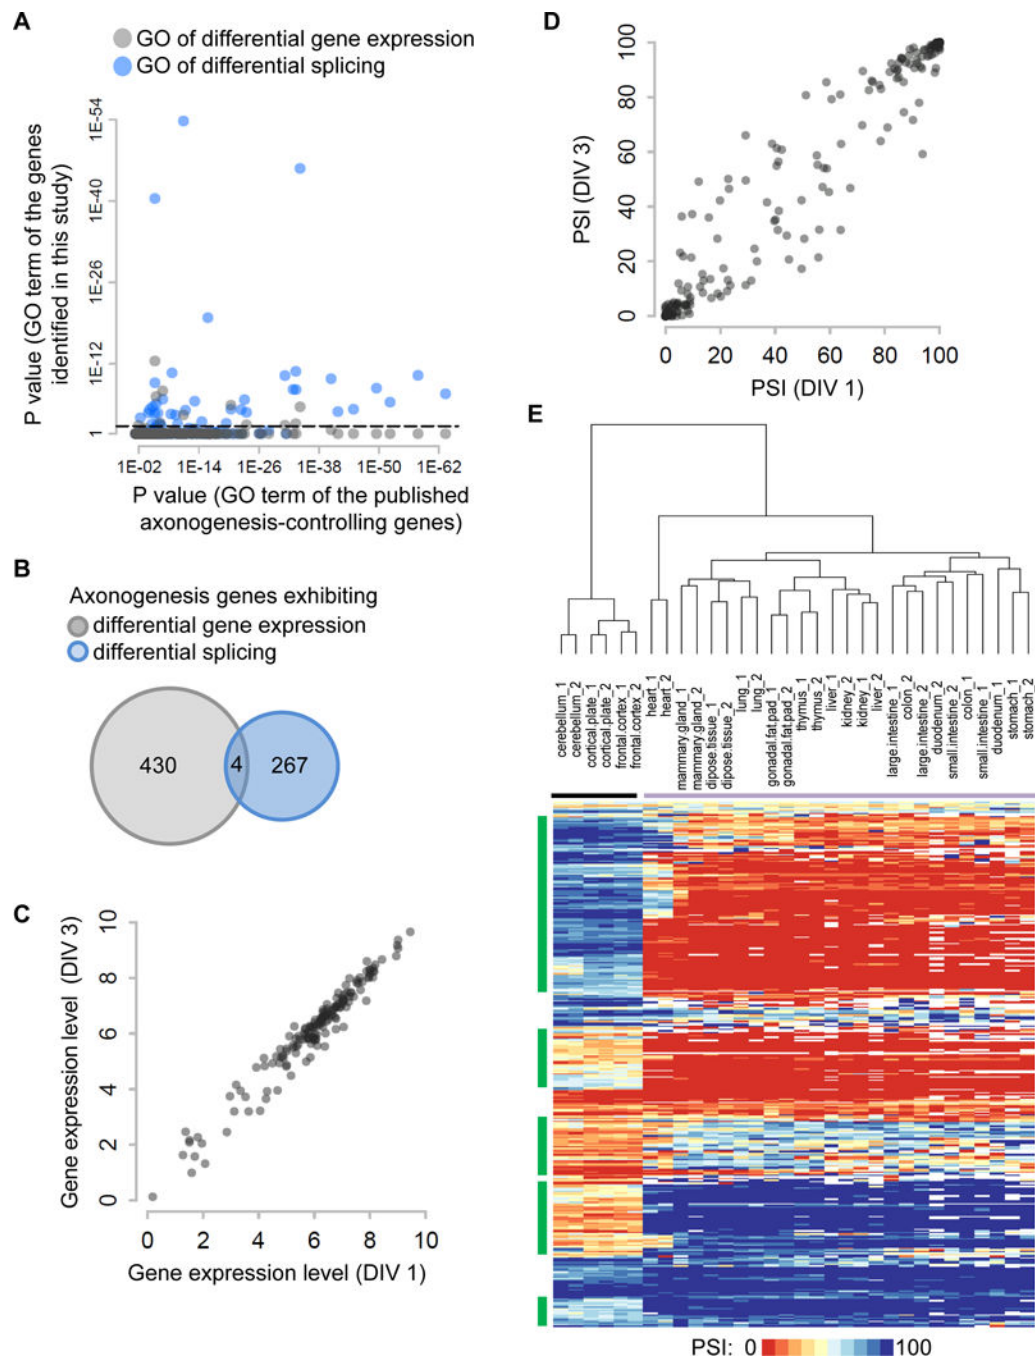 A
GO of differential gene expression
GO of differential splicing
P value (GO term of the genes
identified in this study)
1E-54
1E-40
1E-26
1E-12
1
1E-02 1E-14 1E-26 1E-38 1E-50 1E-62
P value (GO term of the published
axonogenesis-controlling genes)
B
Axonogenesis genes exhibiting
differential gene expression
differential splicing
430 4 267
C
Gene expression level (DIV 3)
10
8
6
4
2
0
0 2 4 6 8 10
Gene expression level (DIV 1)
D
PSI (DIV 3)
100
80
60
40
20
0
0 20 40 60 80 100
PSI (DIV 1)
E
cerebellum_1
cerebellum_2
cortical.plate_1
cortical.plate_2
frontal.cortex_1
frontal.cortex_2
heart_1
heart_2
mammary.gland_1
mammary.gland_2
dipose.tissue_1
dipose.tissue_2
lung_1
lung_2
gonadal.fat.pad_1
gonadal.fat.pad_2
thymus_1
thymus_2
liver_1
kidney_2
kidney_1
liver_2
large.intestine_1
colon_2
large.intestine_2
duodenum_2
small.intestine_2
colon_1
small.intestine_1
duodenum_1
stomach_1
stomach_2
PSI: 0 100